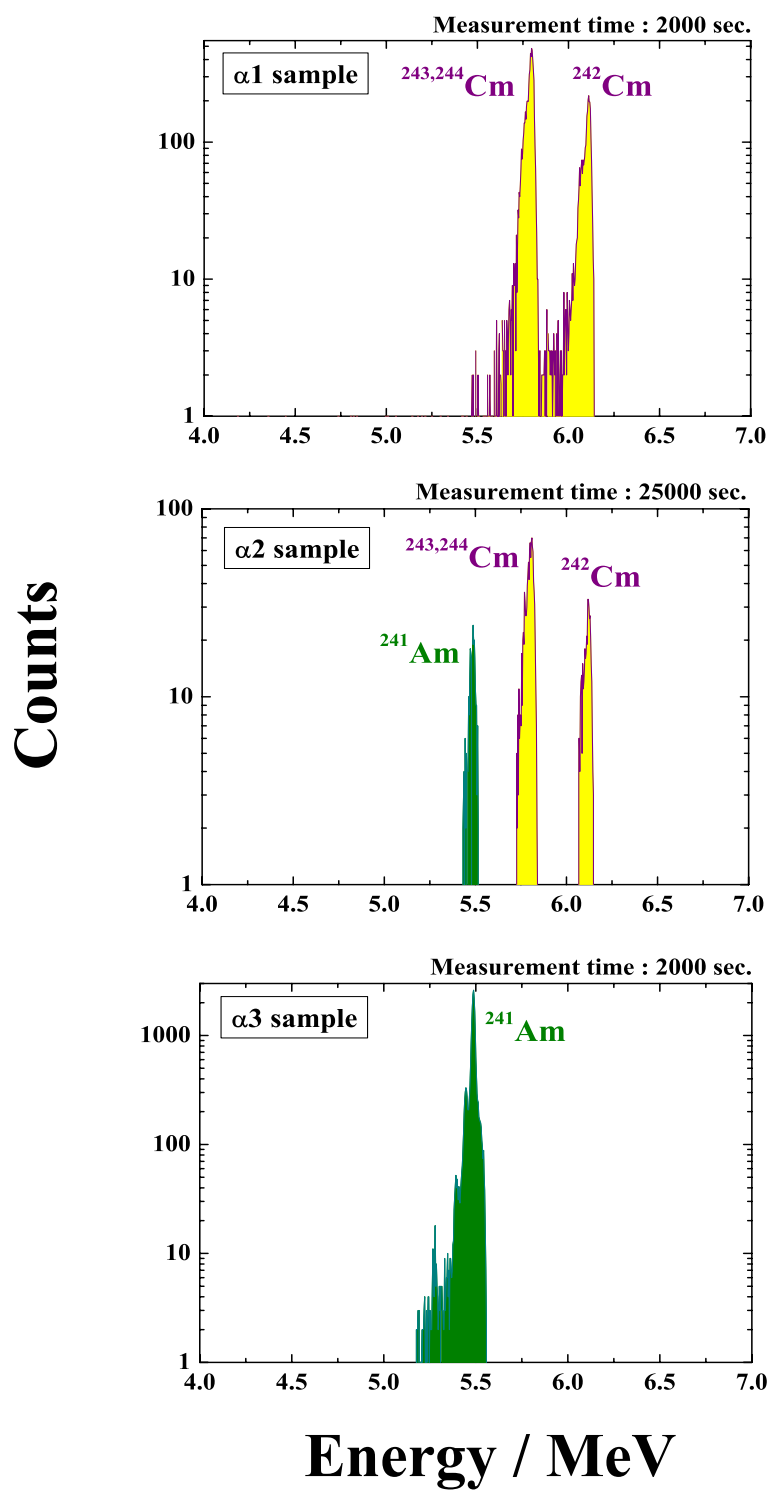 Measurement time : 2000 sec.
α1 sample
243,244Cm
242Cm
100
10
1
4.0 4.5 5.0 5.5 6.0 6.5 7.0
Measurement time : 25000 sec.
100
α2 sample
243,244Cm
242Cm
241Am
10
1
4.0 4.5 5.0 5.5 6.0 6.5 7.0
Counts
Measurement time : 2000 sec.
α3 sample
241Am
1000
100
10
1
4.0 4.5 5.0 5.5 6.0 6.5 7.0
Energy / MeV